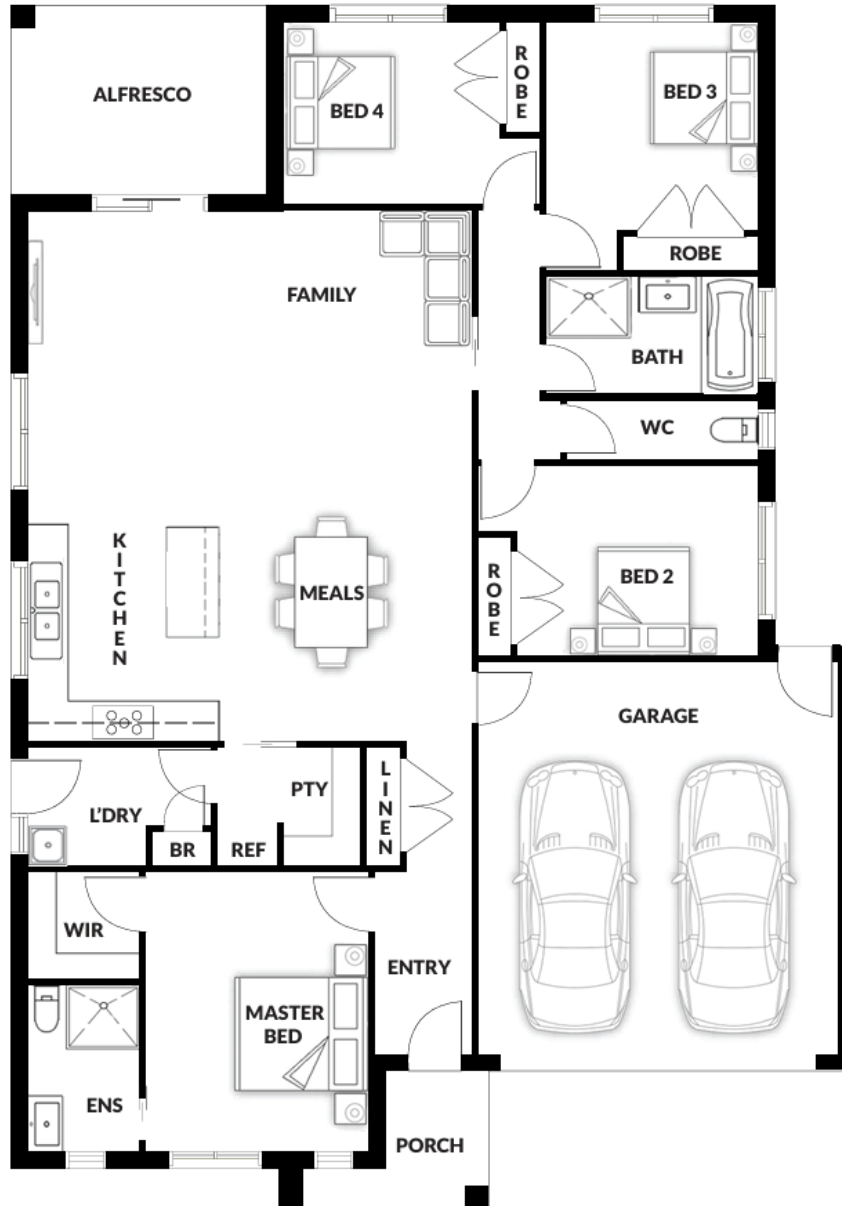 ALFRESCO
BED 4
ROBE
BED 3
ROBE
FAMILY
BATH
WC
KITCHEN
MEALS
ROBE
BED 2
GARAGE
L'DRY
BR
REF
PTY
LINEN
WIR
ENTRY
MASTER
BED
ENS
PORCH